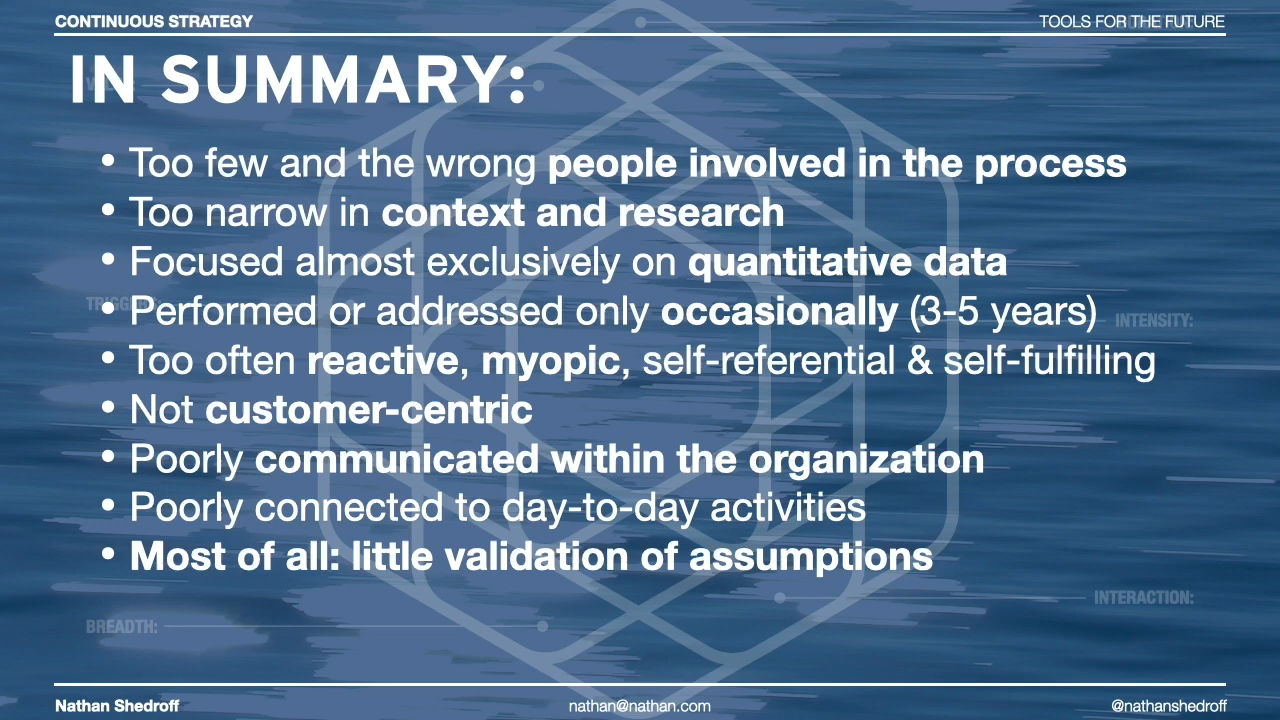 CONTINUOUS STRATEGY
TOOLS FOR THE FUTURE
IN SUMMARY:
• Too few and the wrong people involved in the process
• Too narrow in context and research
• Focused almost exclusively on quantitative data
• Performed or addressed only occasionally (3-5 years)
INTENSITY:
• Too often reactive, myopic, self-referential & self-fulfilling
• Not customer-centric
• Poorly communicated within the organization
• Poorly connected to day-to-day activities
• Most of all: little validation of assumptions
INTERACTION:
BREADTH:
Nathan Shedroff
nathan@nathan.com
@nathanshedroff